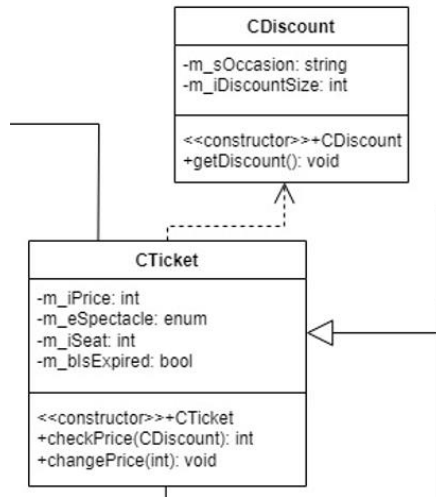 CDiscount
-m_sOccasion: string
-m_iDiscountSize: int
<<constructor>>+CDiscount
+getDiscount(): void
CTicket
-m_iPrice: int
-m_eSpectacle: enum
-m_iSeat: int
-m_bIsExpired: bool
<<constructor>>+CTicket
+checkPrice(CDiscount): int
+changePrice(int): void